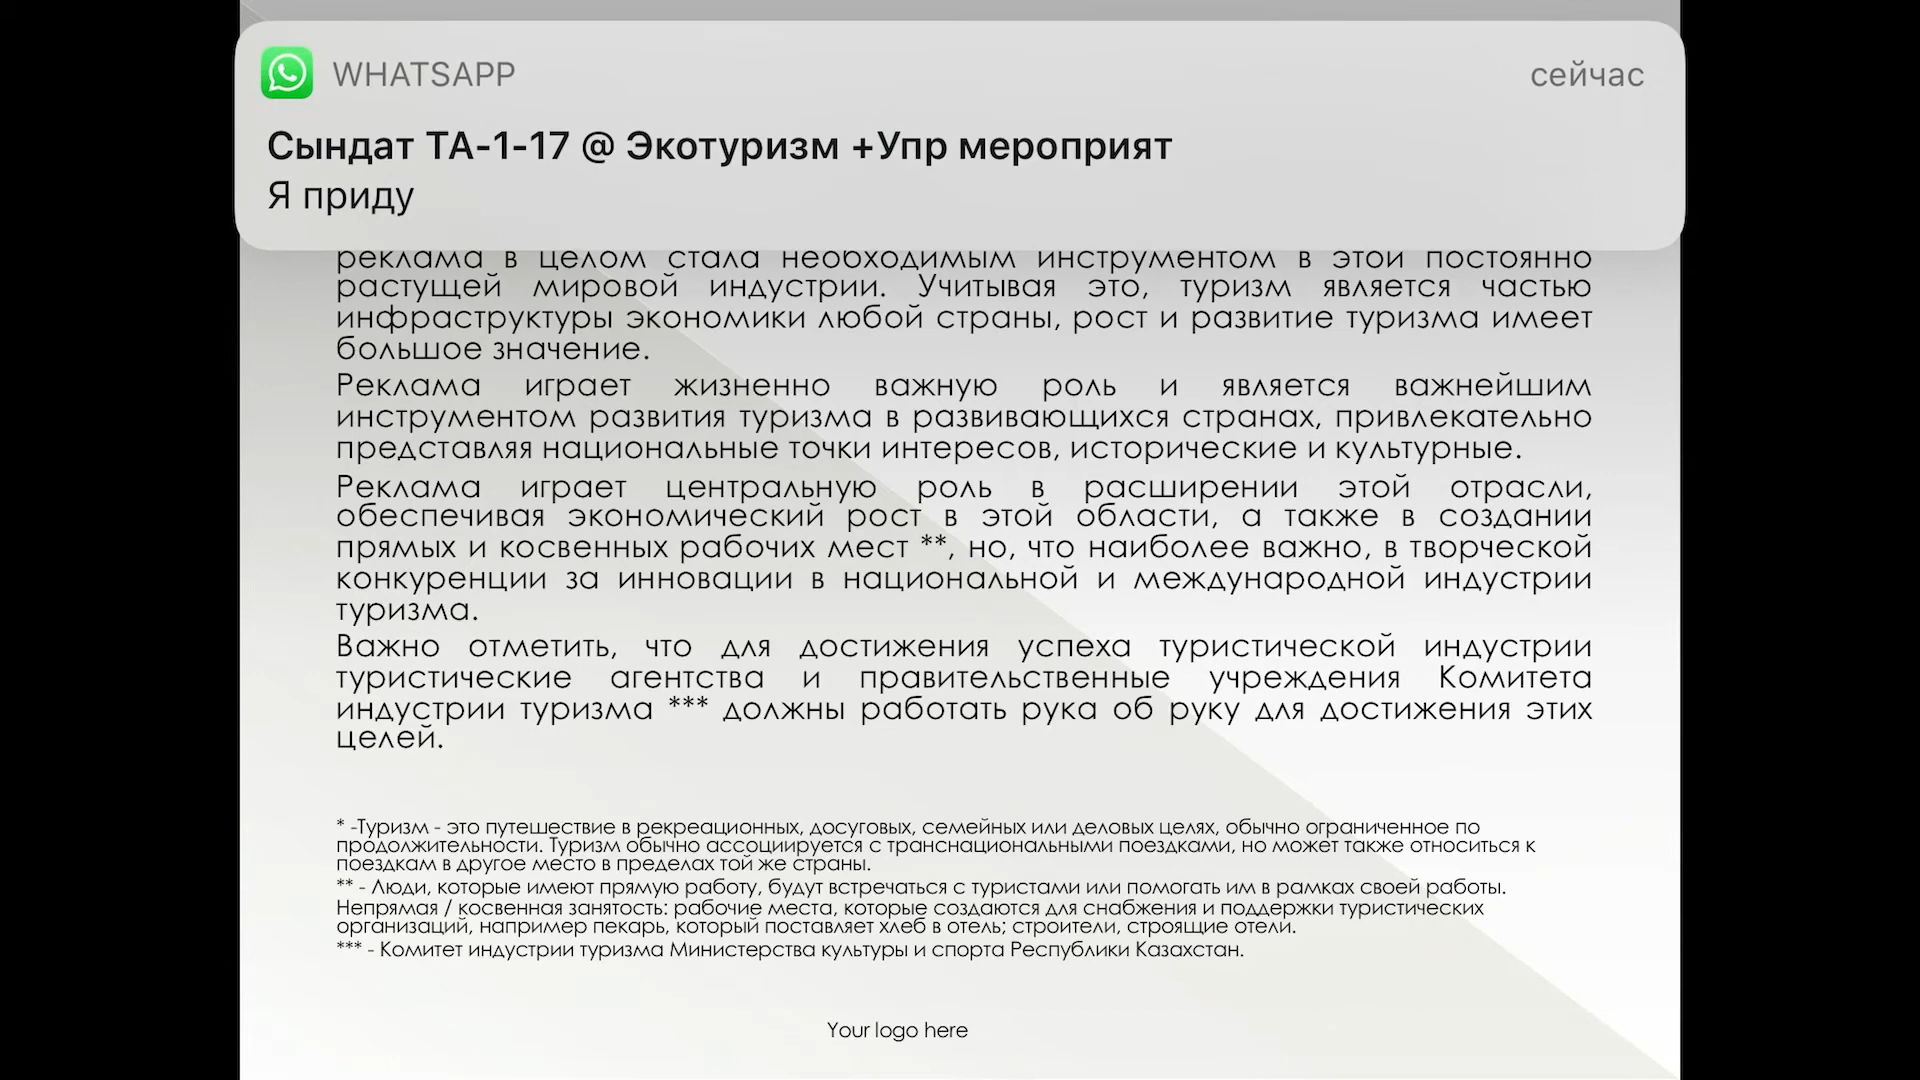 WHATSAPP
сейчас
Сындат ТА-1-17 @ Экотуризм +Упр мероприят
Я приду
реклама в целом стала необходимым инструментом в этой постоянно
растущей мировой индустрии. Учитывая это, туризм является частью
инфраструктуры экономики любой страны, рост и развитие туризма имеет
большое значение.
Реклама играет жизненно важную роль и является важнейшим
инструментом развития туризма в развивающихся странах, привлекательно
представляя национальные точки интересов, исторические и культурные.
Реклама играет центральную роль в расширении этой отрасли,
обеспечивая экономический рост в этой области, а также в создании
прямых и косвенных рабочих мест **, но, что наиболее важно, в творческой
конкуренции за инновации в национальной и международной индустрии
туризма.
Важно отметить, что для достижения успеха туристической индустрии
туристические агентства и правительственные учреждения Комитета
индустрии туризма *** должны работать рука об руку для достижения этих
целей.
* -Туризм - это путешествие в рекреационных, досуговых, семейных или деловых целях, обычно ограниченное по
продолжительности. Туризм обычно ассоциируется с транснациональными поездками, но может также относиться к
поездкам в другое место в пределах той же страны.
** - Люди, которые имеют прямую работу, будут встречаться с туристами или помогать им в рамках своей работы.
Непрямая / косвенная занятость: рабочие места, которые создаются для снабжения и поддержки туристических
организаций, например пекарь, который поставляет хлеб в отель; строители, строящие отели.
*** - Комитет индустрии туризма Министерства культуры и спорта Республики Казахстан.
Your logo here